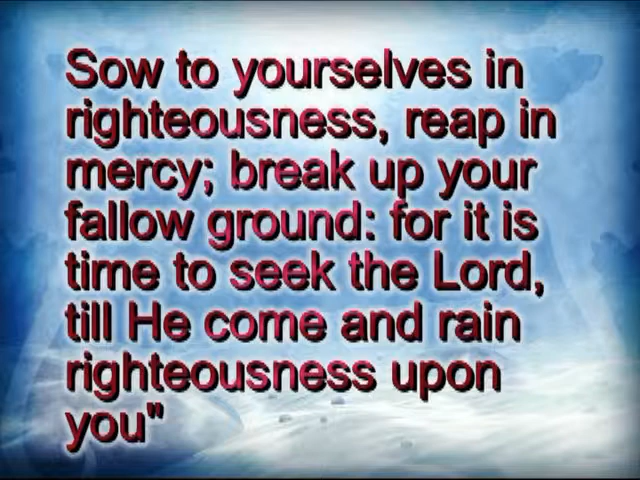 Sow to yourselves in
righteousness, reap in
mercy; break up your
fallow ground: for it is
time to seek the Lord,
till He come and rain
righteousness upon
you"